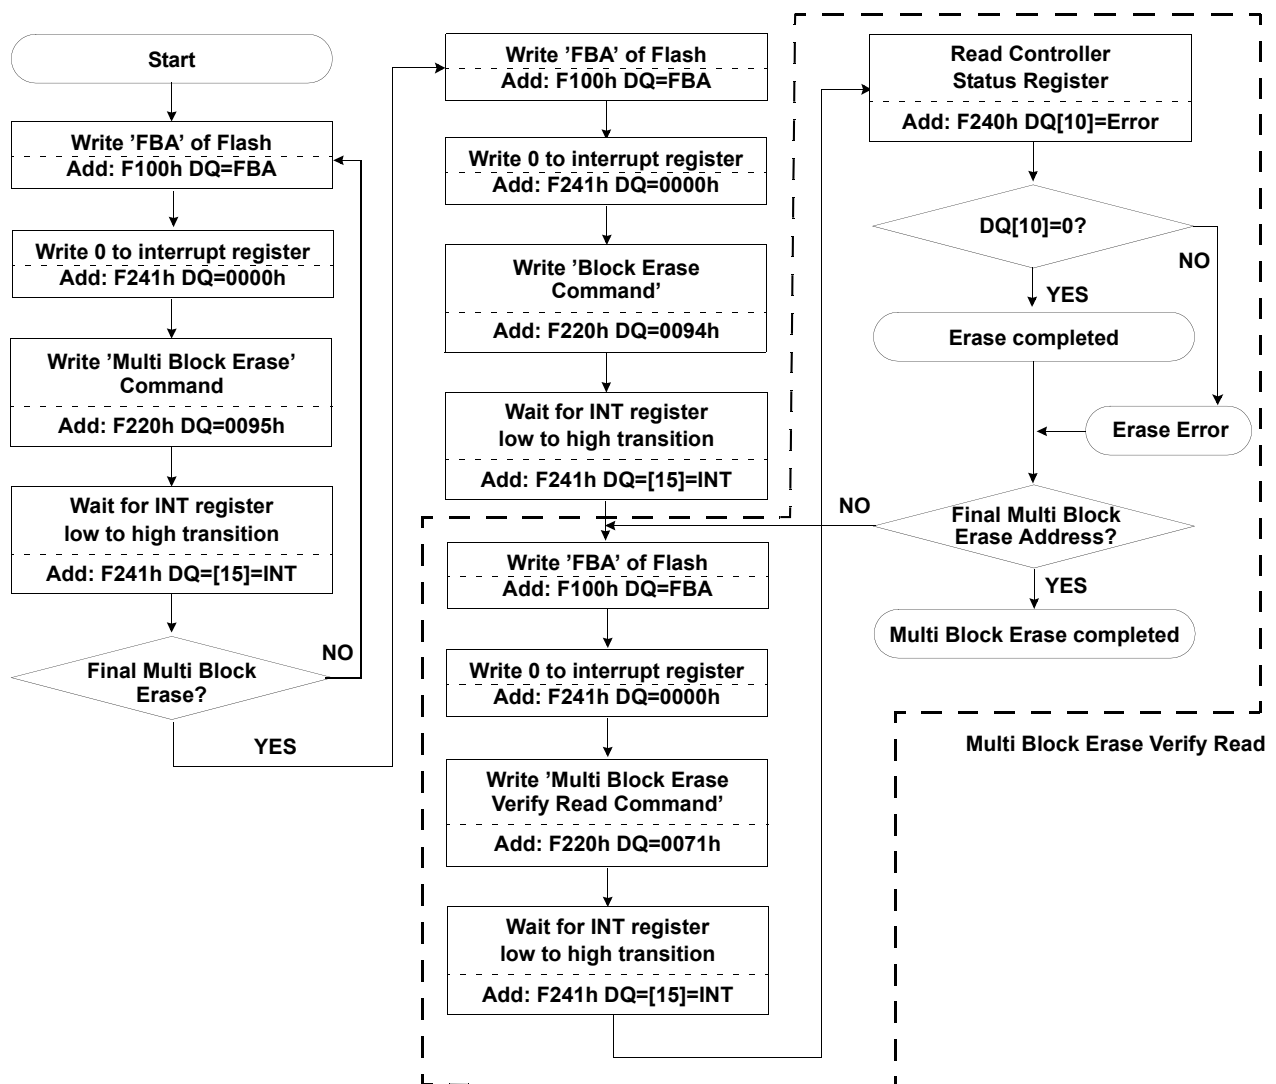 Start
Write ’FBA’ of Flash
Add: F100h DQ=FBA
Write 0 to interrupt register
Add: F241h DQ=0000h
Write ’Multi Block Erase’
Command
Add: F220h DQ=0095h
Wait for INT register
low to high transition
Add: F241h DQ=[15]=INT
Final Multi Block
Erase?
NO
YES
Write ’FBA’ of Flash
Add: F100h DQ=FBA
Write 0 to interrupt register
Add: F241h DQ=0000h
Write ’Block Erase
Command’
Add: F220h DQ=0094h
Wait for INT register
low to high transition
Add: F241h DQ=[15]=INT
Write ’FBA’ of Flash
Add: F100h DQ=FBA
Write 0 to interrupt register
Add: F241h DQ=0000h
Write ’Multi Block Erase
Verify Read Command’
Add: F220h DQ=0071h
Wait for INT register
low to high transition
Add: F241h DQ=[15]=INT
Read Controller
Status Register
Add: F240h DQ[10]=Error
DQ[10]=0?
NO
YES
Erase completed
Erase Error
Final Multi Block
Erase Address?
NO
YES
Multi Block Erase completed
Multi Block Erase Verify Read